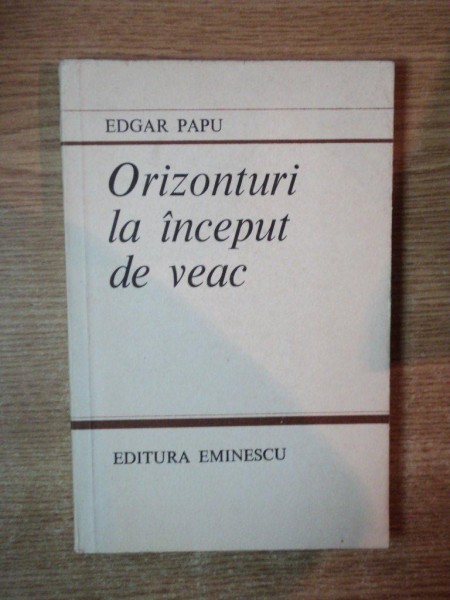 EDGAR PAPU
Orizonturi
la început
de veac
EDITURA EMINESCU